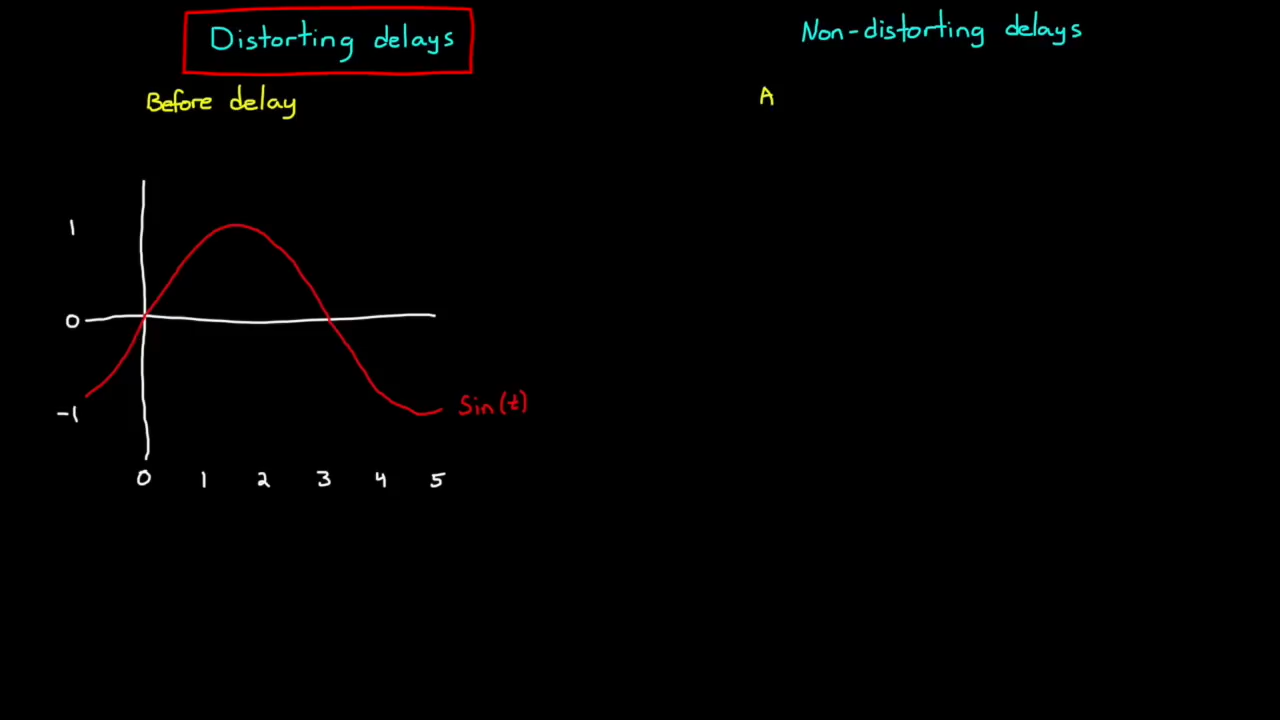 Distorting delays
Non-distorting delays
Before delay
A
1
0
-1
Sin(t)
0 1 2 3 4 5